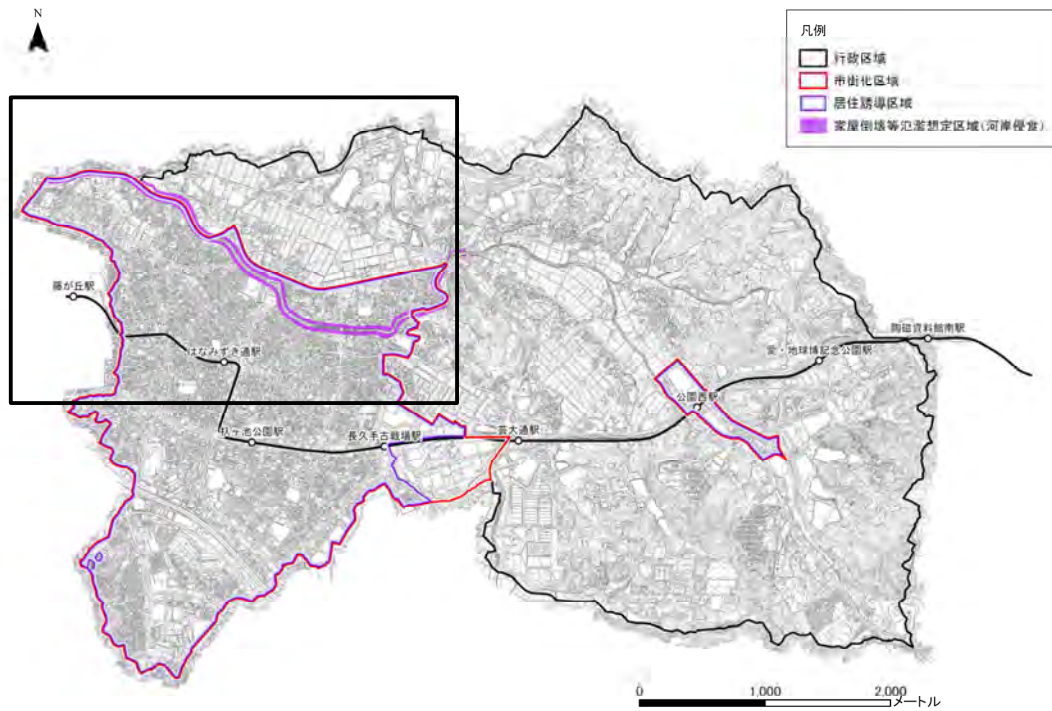 N
凡例
行政区域
市街化区域
居住誘導区域
家屋倒壊等氾濫想定区域(河岸侵食)
藤が丘駅
はなみずき通駅
杁ヶ池公園駅
長久手古戦場駅
芸大通駅
公園西駅
愛・地球博記念公園駅
陶磁資料館南駅
0 1,000 2,000
メートル